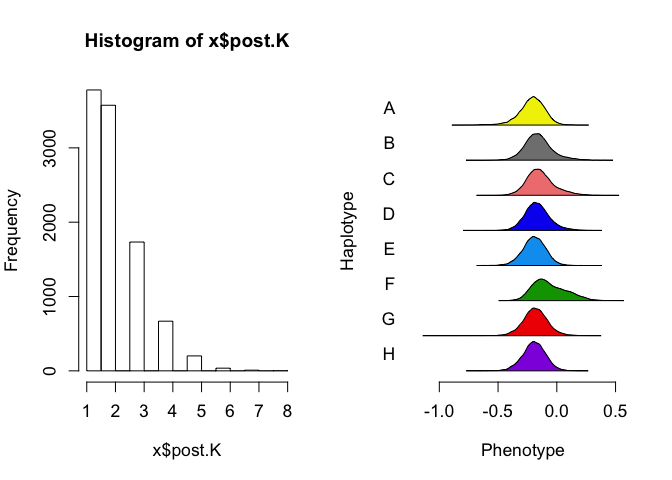 Histogram of x$post.K
Frequency
0
1000
2000
3000
1 2 3 4 5 6 7 8
x$post.K
Haplotype
A
B
C
D
E
F
G
H
-1.0 -0.5 0.0 0.5
Phenotype